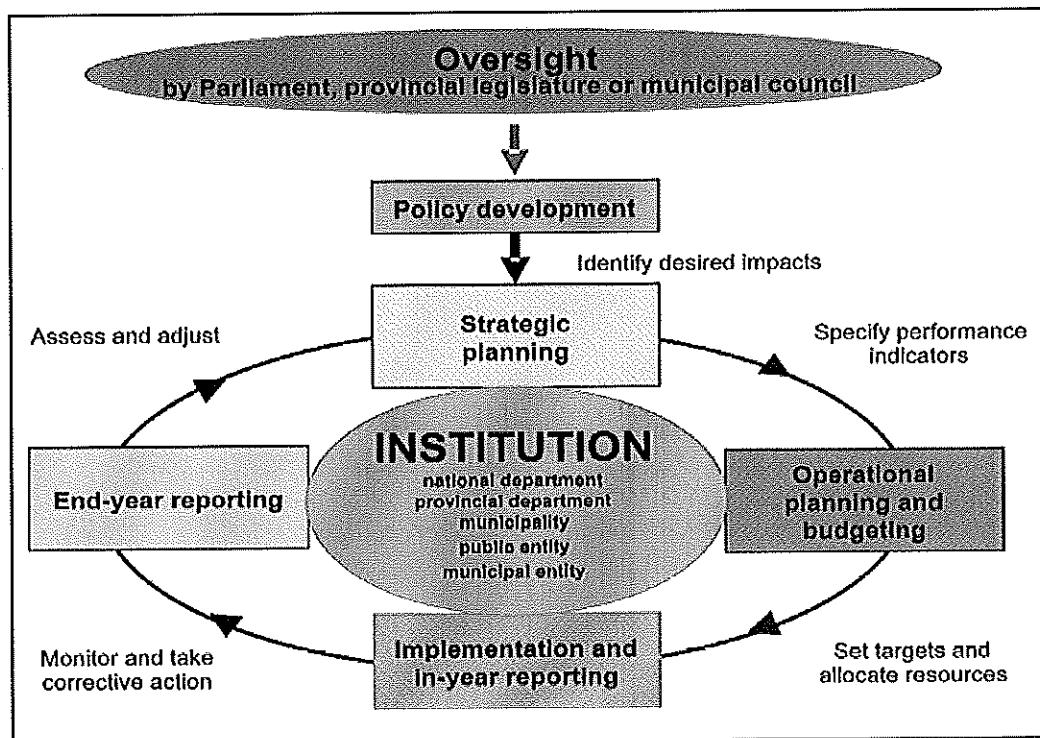 Oversight
by Parliament, provincial legislature or municipal council
Policy development
Identify desired impacts
Strategic
planning
Assess and adjust
Specify performance
indicators
INSTITUTION
national department
provincial department
municipality
public entity
municipal entity
End-year reporting
Operational
planning and
budgeting
Implementation and
in-year reporting
Monitor and take
corrective action
Set targets and
allocate resources